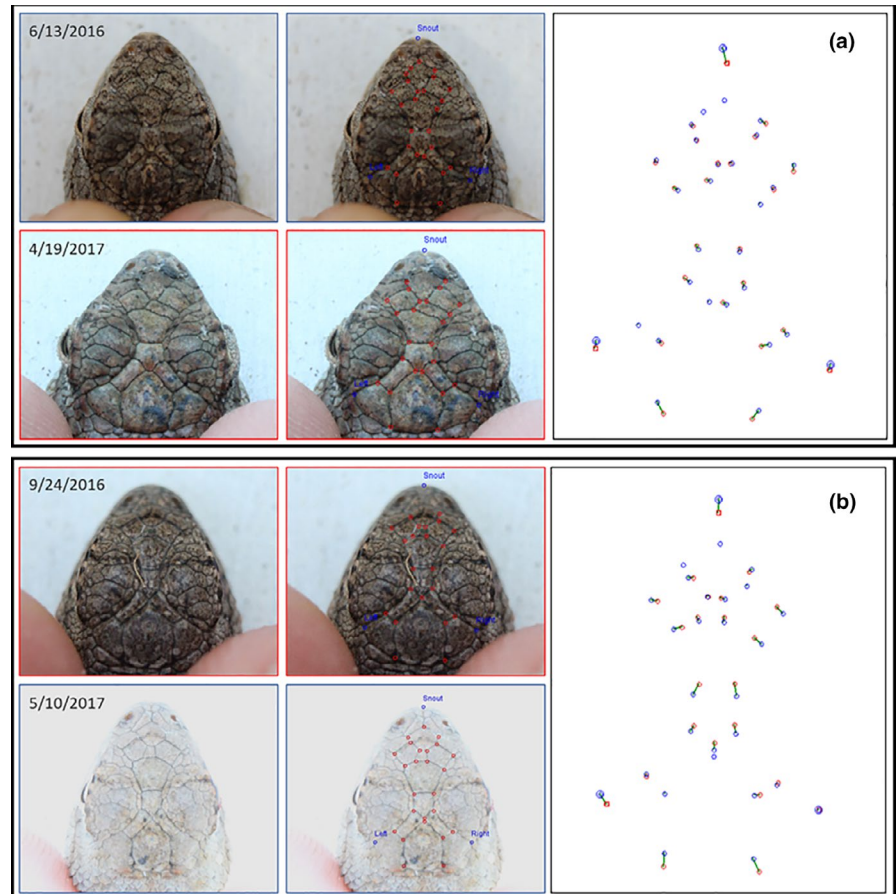 6/13/2016
Snout
Left
Right
(a)
4/19/2017
Snout
Left
Right
9/24/2016
Snout
Left
Right
(b)
5/10/2017
Snout
Left
Right